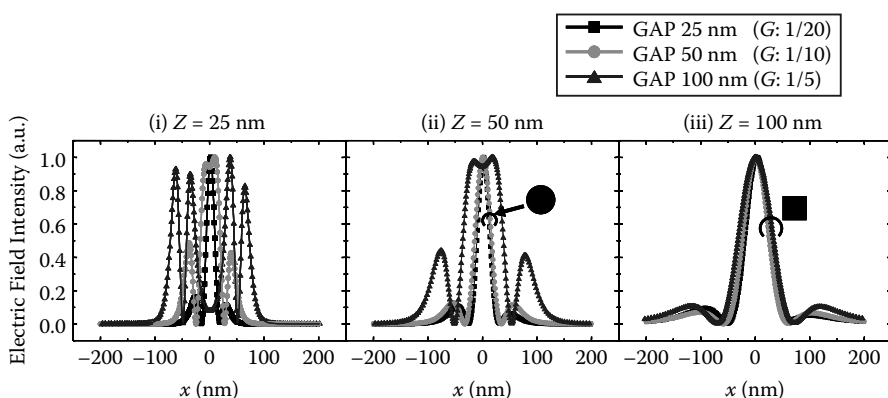 GAP 25 nm (G: 1/20)
GAP 50 nm (G: 1/10)
GAP 100 nm (G: 1/5)
(i) Z = 25 nm
(ii) Z = 50 nm
(iii) Z = 100 nm
Electric Field Intensity (a.u.)
1.0
0.8
0.6
0.4
0.2
0.0
−200 −100 0 100 200
−200 −100 0 100 200
−200 −100 0 100 200
x (nm)
x (nm)
x (nm)